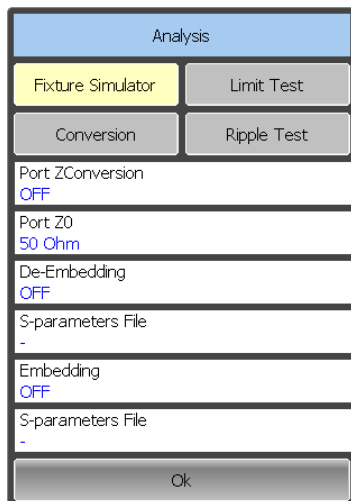 Analysis
Fixture Simulator
Limit Test
Conversion
Ripple Test
Port ZConversion
OFF
Port Z0
50 Ohm
De-Embedding
OFF
S-parameters File
-
Embedding
OFF
S-parameters File
-
Ok